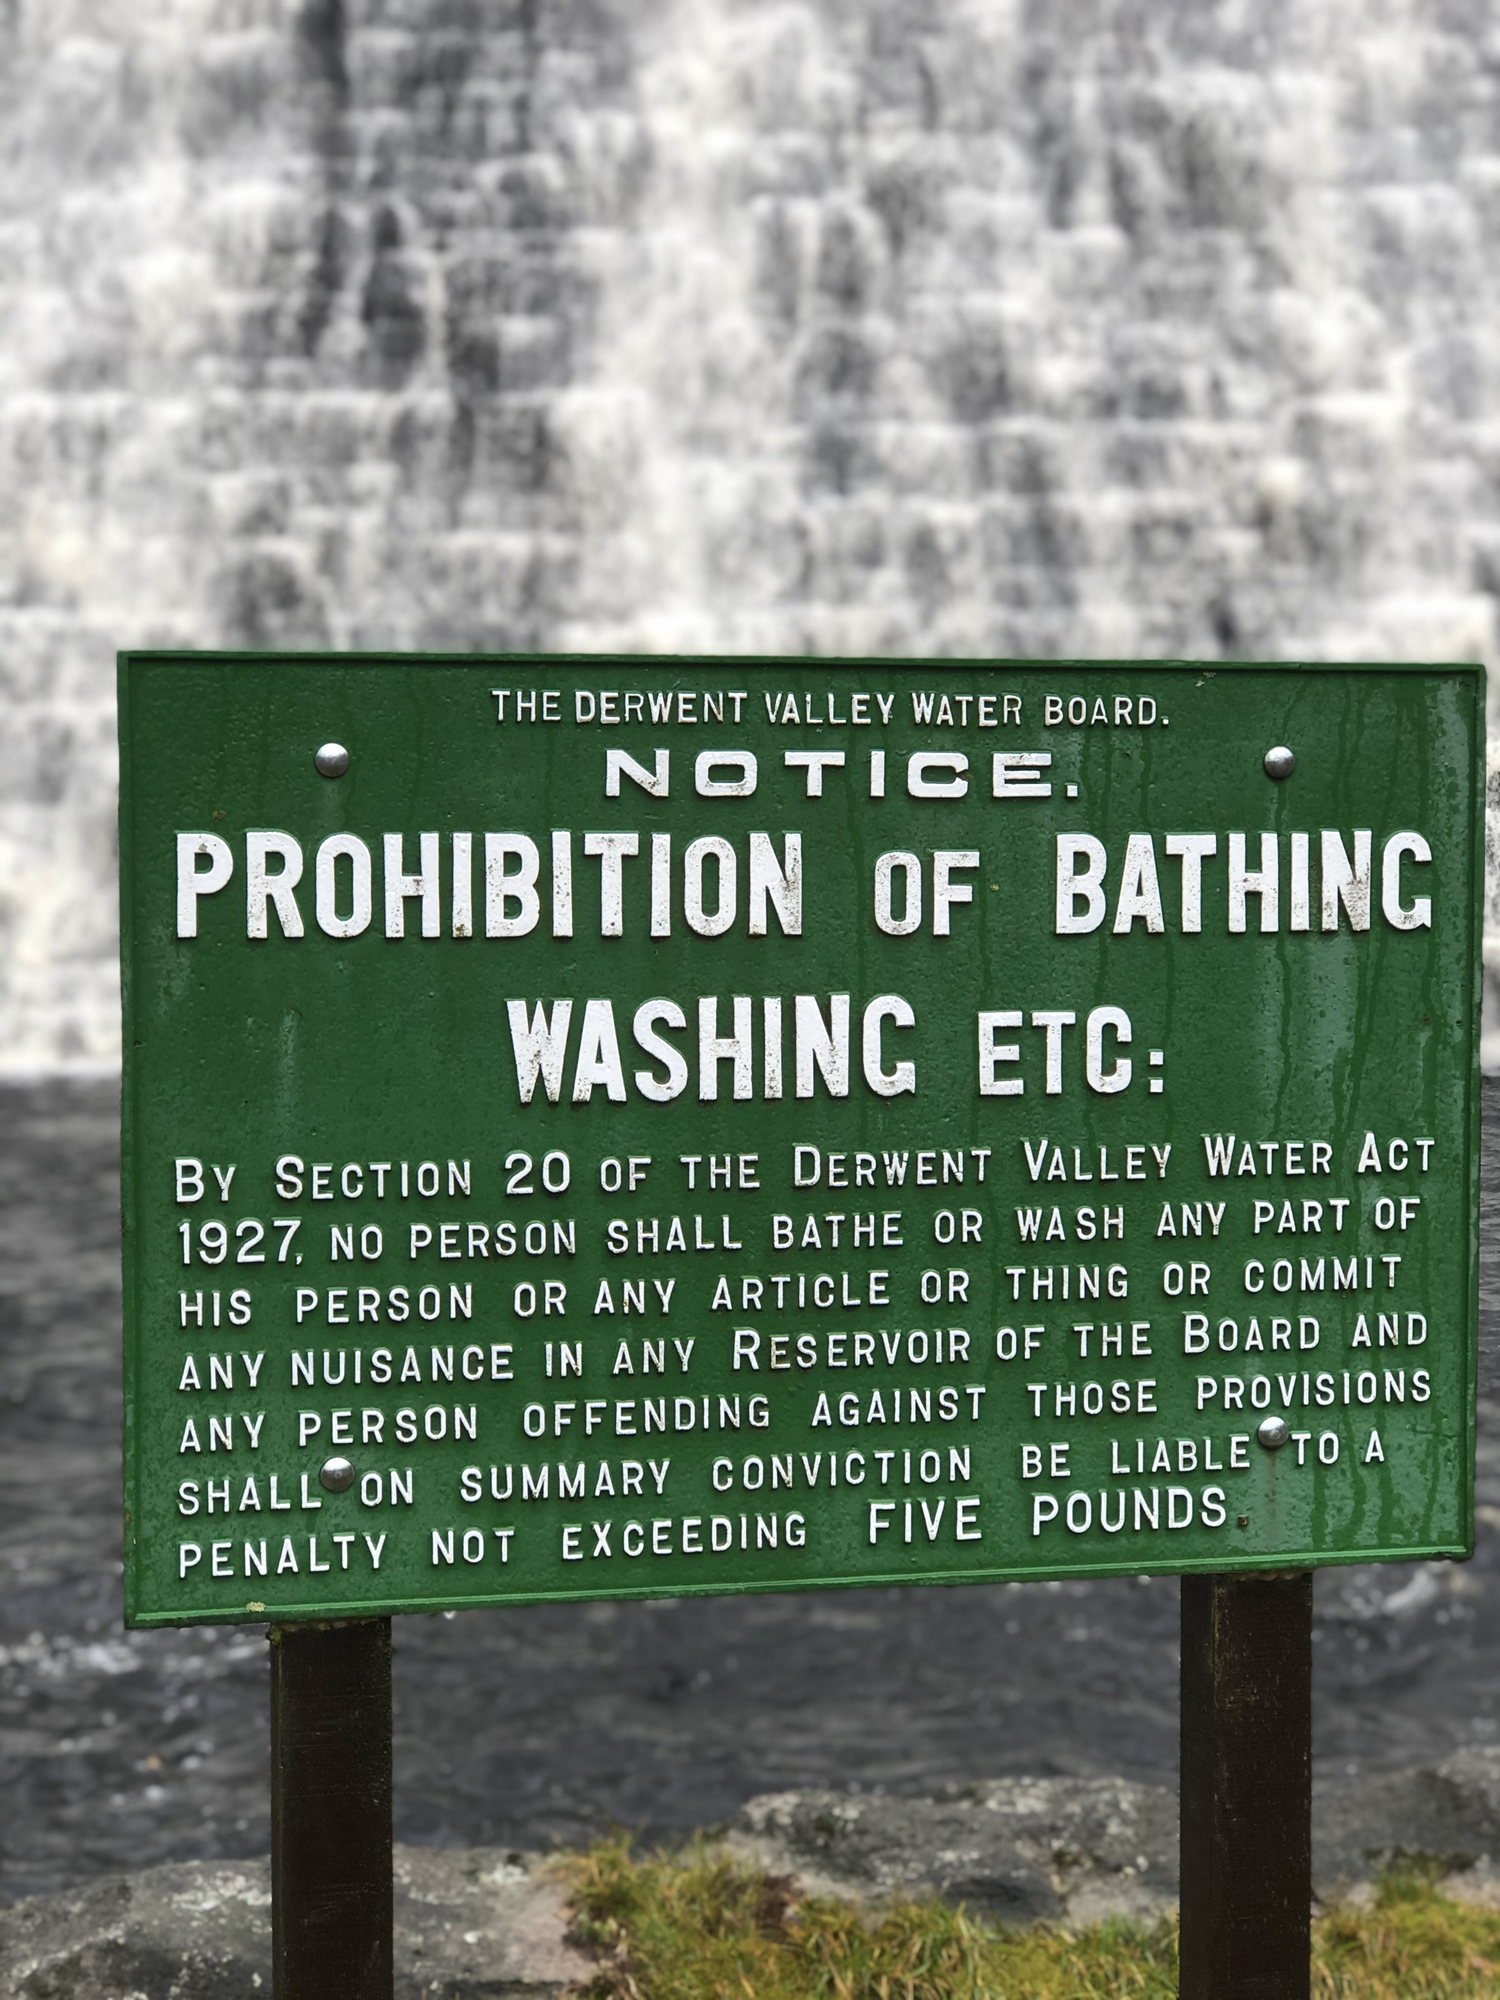 THE DERWENT VALLEY WATER BOARD.
NOTICE.
PROHIBITION OF BATHING
WASHING ETC:
BY SECTION 20 OF THE DERWENT VALLEY WATER ACT
1927, NO PERSON SHALL BATHE OR WASH ANY PART OF
HIS PERSON OR ANY ARTICLE OR THING OR COMMIT
ANY NUISANCE IN ANY RESERVOIR OF THE BOARD AND
ANY PERSON OFFENDING AGAINST THOSE PROVISIONS
SHALL ON SUMMARY CONVICTION BE LIABLE TO A
PENALTY NOT EXCEEDING FIVE POUNDS.